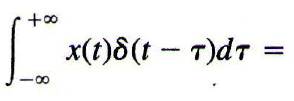 ∫_{-∞}^{+∞} x(t)δ(t − τ)dτ =